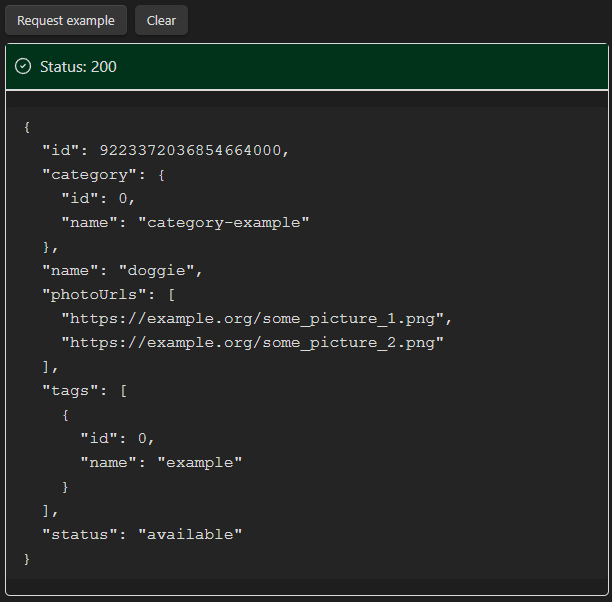 Request example Clear
Status: 200
{
  "id": 9223372036854664000,
  "category": {
    "id": 0,
    "name": "category-example"
  },
  "name": "doggie",
  "photoUrls": [
    "https://example.org/some_picture_1.png",
    "https://example.org/some_picture_2.png"
  ],
  "tags": [
    {
      "id": 0,
      "name": "example"
    }
  ],
  "status": "available"
}